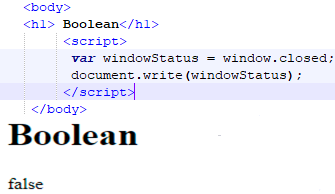 <body>
<h1> Boolean</h1>
<script>
var windowStatus = window.closed;
document.write(windowStatus);
</script>
</body>
Boolean
false